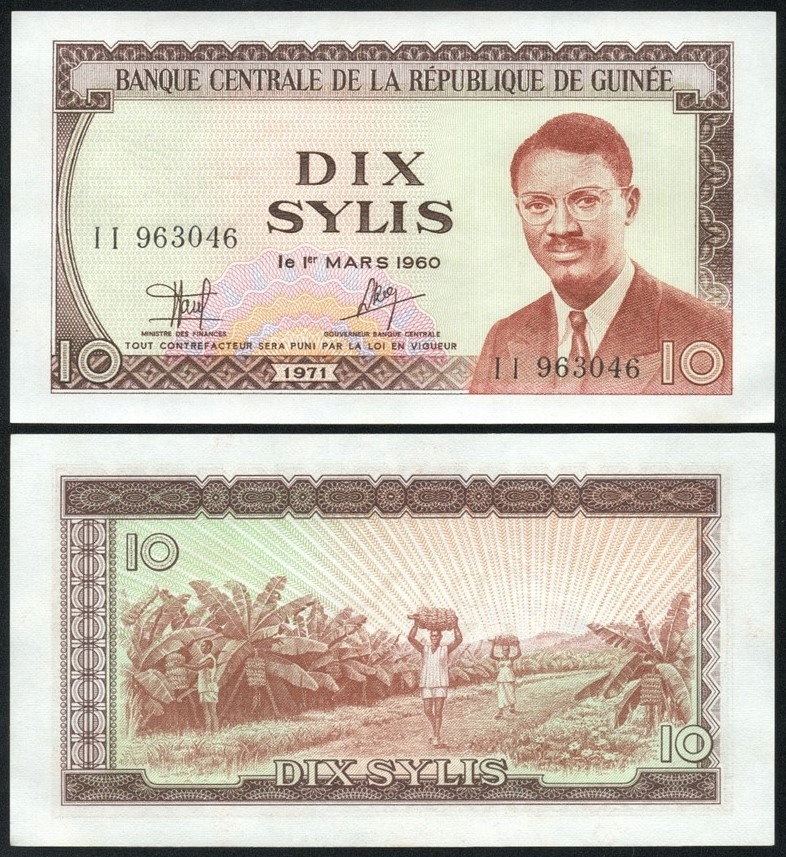 BANQUE CENTRALE DE LA RÉPUBLIQUE DE GUINÉE
DIX
SYLIS
II 963046
le 1er MARS 1960
MINISTRE DES FINANCES
GOUVERNEUR BANQUE CENTRALE
TOUT CONTREFACTEUR SERA PUNI PAR LA LOI EN VIGUEUR
II 963046
10
1971
10
10
10
DIX SYLIS